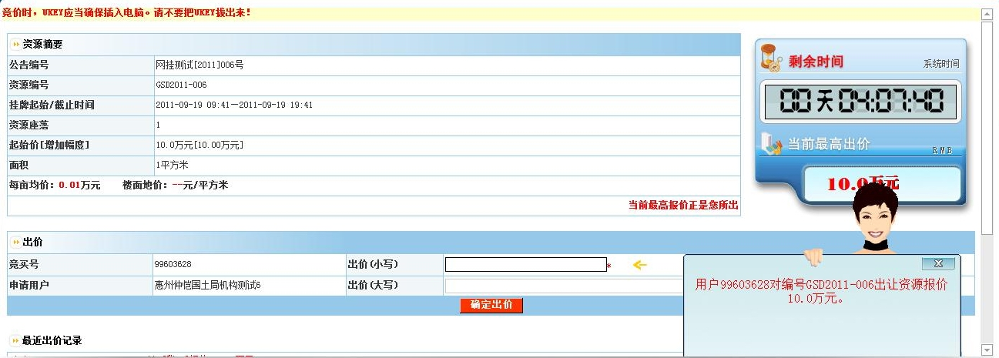 竞价时，UKEY应当确保插入电脑。请不要把UKEY拔出来！
资源摘要
公告编号 网挂测试[2011]006号
资源编号 GSD2011-006
挂牌起始/截止时间 2011-09-19 09:41－2011-09-19 19:41
资源座落 1
起始价[增加幅度] 10.0万元[10.00万元]
面积 1平方米
每亩均价：0.01万元 楼面地价：--元/平方米
当前最高报价正是您所出
剩余时间 系统时间
00天04:07:40
当前最高出价 RMB
10.0万元
出价
竞买号 99603628 出价(小写) *
申请用户 惠州仲恺国土局机构测试6 出价(大写)
确定出价
用户99603628对编号GSD2011-006出让资源报价
10.0万元。
最近出价记录